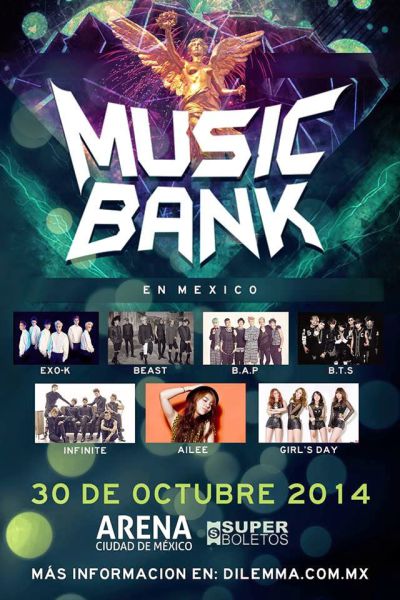 MUSIC
BANK
EN MEXICO
EXO-K
BEAST
B.A.P
B.T.S
INFINITE
AILEE
GIRL'S DAY
30 DE OCTUBRE 2014
ARENA
CIUDAD DE MÉXICO
S SUPER
BOLETOS
MÁS INFORMACION EN: DILEMMA.COM.MX